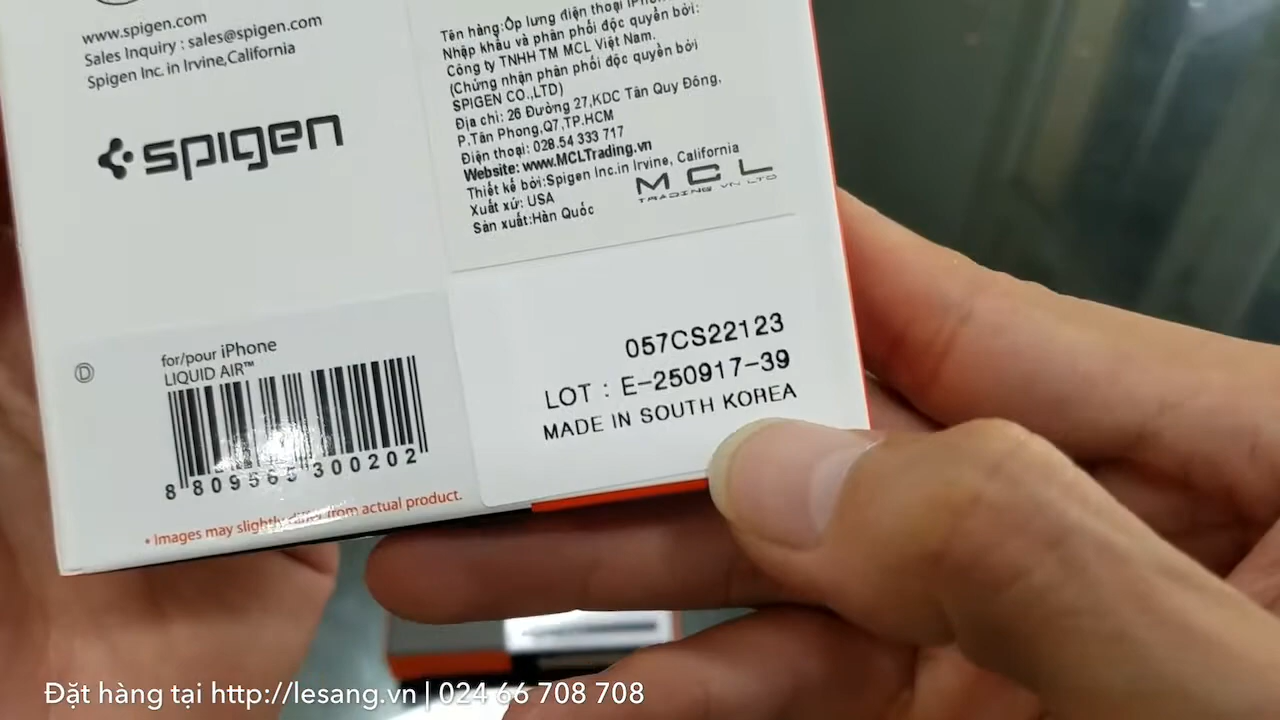 www.spigen.com
Sales Inquiry : sales@spigen.com
Spigen Inc. in Irvine,California
spigen
Tên hàng:Ốp lưng điện thoại
Nhập khẩu và phân phối độc quyền bởi:
Công ty TNHH TM MCL Việt Nam.
(Chứng nhận phân phối độc quyền bởi
SPIGEN CO.,LTD)
Địa chỉ: 26 Đường 27,KDC Tân Quy Đông,
P.Tân Phong,Q7,TP.HCM
Điện thoại: 028.54 333 717
Website: www.MCLTrading.vn
Thiết kế bởi:Spigen Inc.in Irvine, California
Xuất xứ: USA
Sản xuất:Hàn Quốc
MCL
TRADING VN LTD
D
for/pour iPhone
LIQUID AIR™
8 809565 300202
• Images may slightly differ from actual product.
057CS22123
LOT : E-250917-39
MADE IN SOUTH KOREA
Đặt hàng tại http://lesang.vn | 024 66 708 708